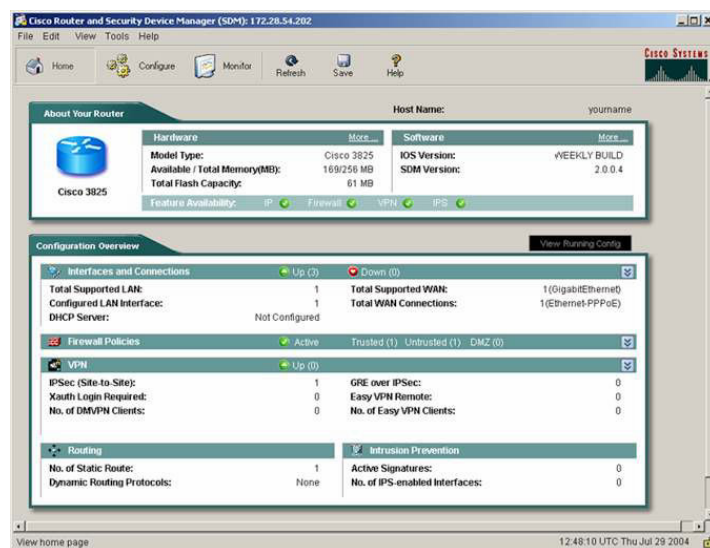 Cisco Router and Security Device Manager (SDM): 172.28.54.202
File Edit View Tools Help
Home Configure Monitor Refresh Save Help
CISCO SYSTEMS
About Your Router
Host Name: yourname
Cisco 3825
Hardware More ...
Model Type: Cisco 3825
Available / Total Memory(MB): 169/256 MB
Total Flash Capacity: 61 MB
Software More ...
IOS Version: WEEKLY BUILD
SDM Version: 2.0.0.4
Feature Availability: IP Firewall VPN IPS
Configuration Overview
View Running Config
Interfaces and Connections Up (3) Down (0)
Total Supported LAN: 1 Total Supported WAN: 1(GigabitEthernet)
Configured LAN Interface: 1 Total WAN Connections: 1(Ethernet-PPPoE)
DHCP Server: Not Configured
Firewall Policies Active Trusted (1) Untrusted (1) DMZ (0)
VPN Up (0)
IPSec (Site-to-Site): 1 GRE over IPSec: 0
Xauth Login Required: 0 Easy VPN Remote: 0
No. of DMVPN Clients: 0 No. of Easy VPN Clients: 0
Routing
No. of Static Route: 1
Dynamic Routing Protocols: None
Intrusion Prevention
Active Signatures: 0
No. of IPS-enabled Interfaces: 0
View home page 12:48:10 UTC Thu Jul 29 2004